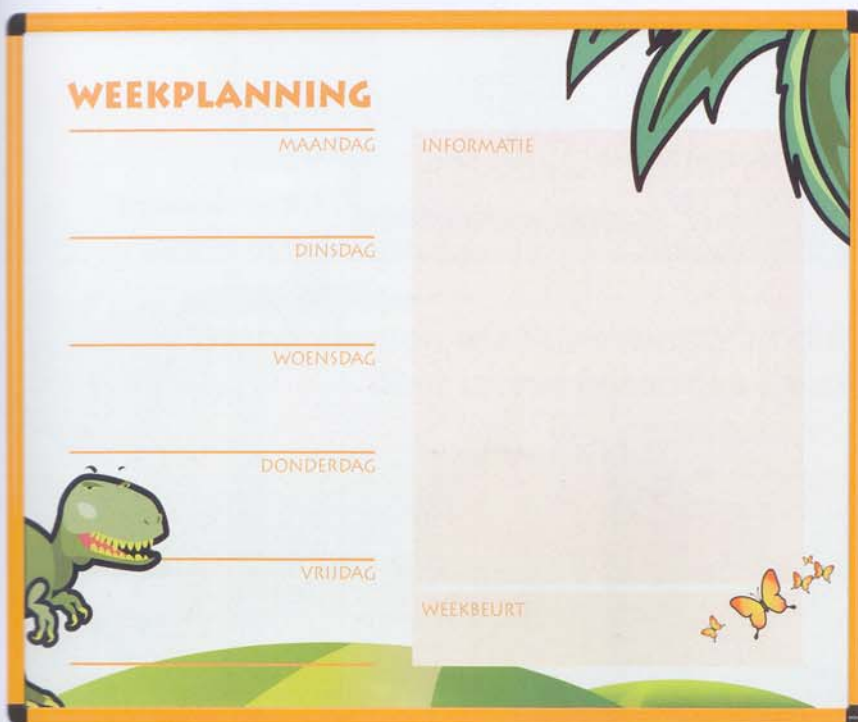 WEEKPLANNING
MAANDAG
DINSDAG
WOENSDAG
DONDERDAG
VRIJDAG
INFORMATIE
WEEKBEURT